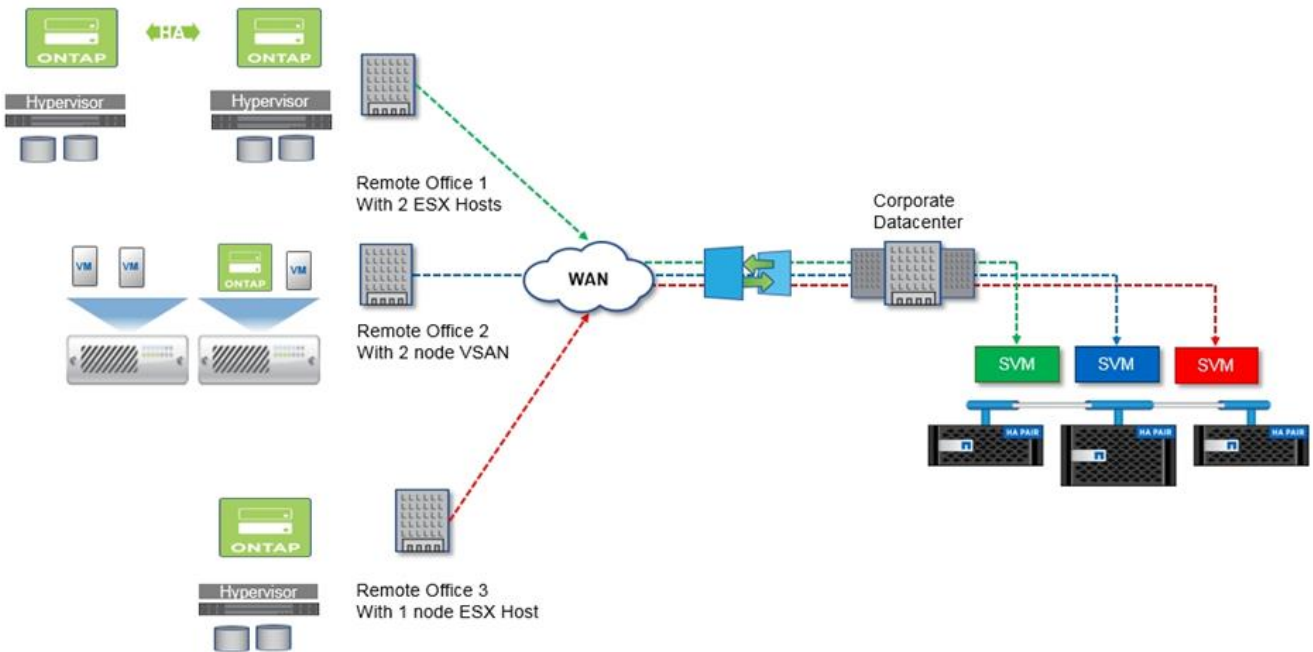 ONTAP
HA
ONTAP
Hypervisor
Hypervisor
Remote Office 1
With 2 ESX Hosts
VM
VM
ONTAP
VM
Remote Office 2
With 2 node VSAN
WAN
Corporate
Datacenter
SVM
SVM
SVM
HA PAIR
HA PAIR
HA PAIR
ONTAP
Hypervisor
Remote Office 3
With 1 node ESX Host